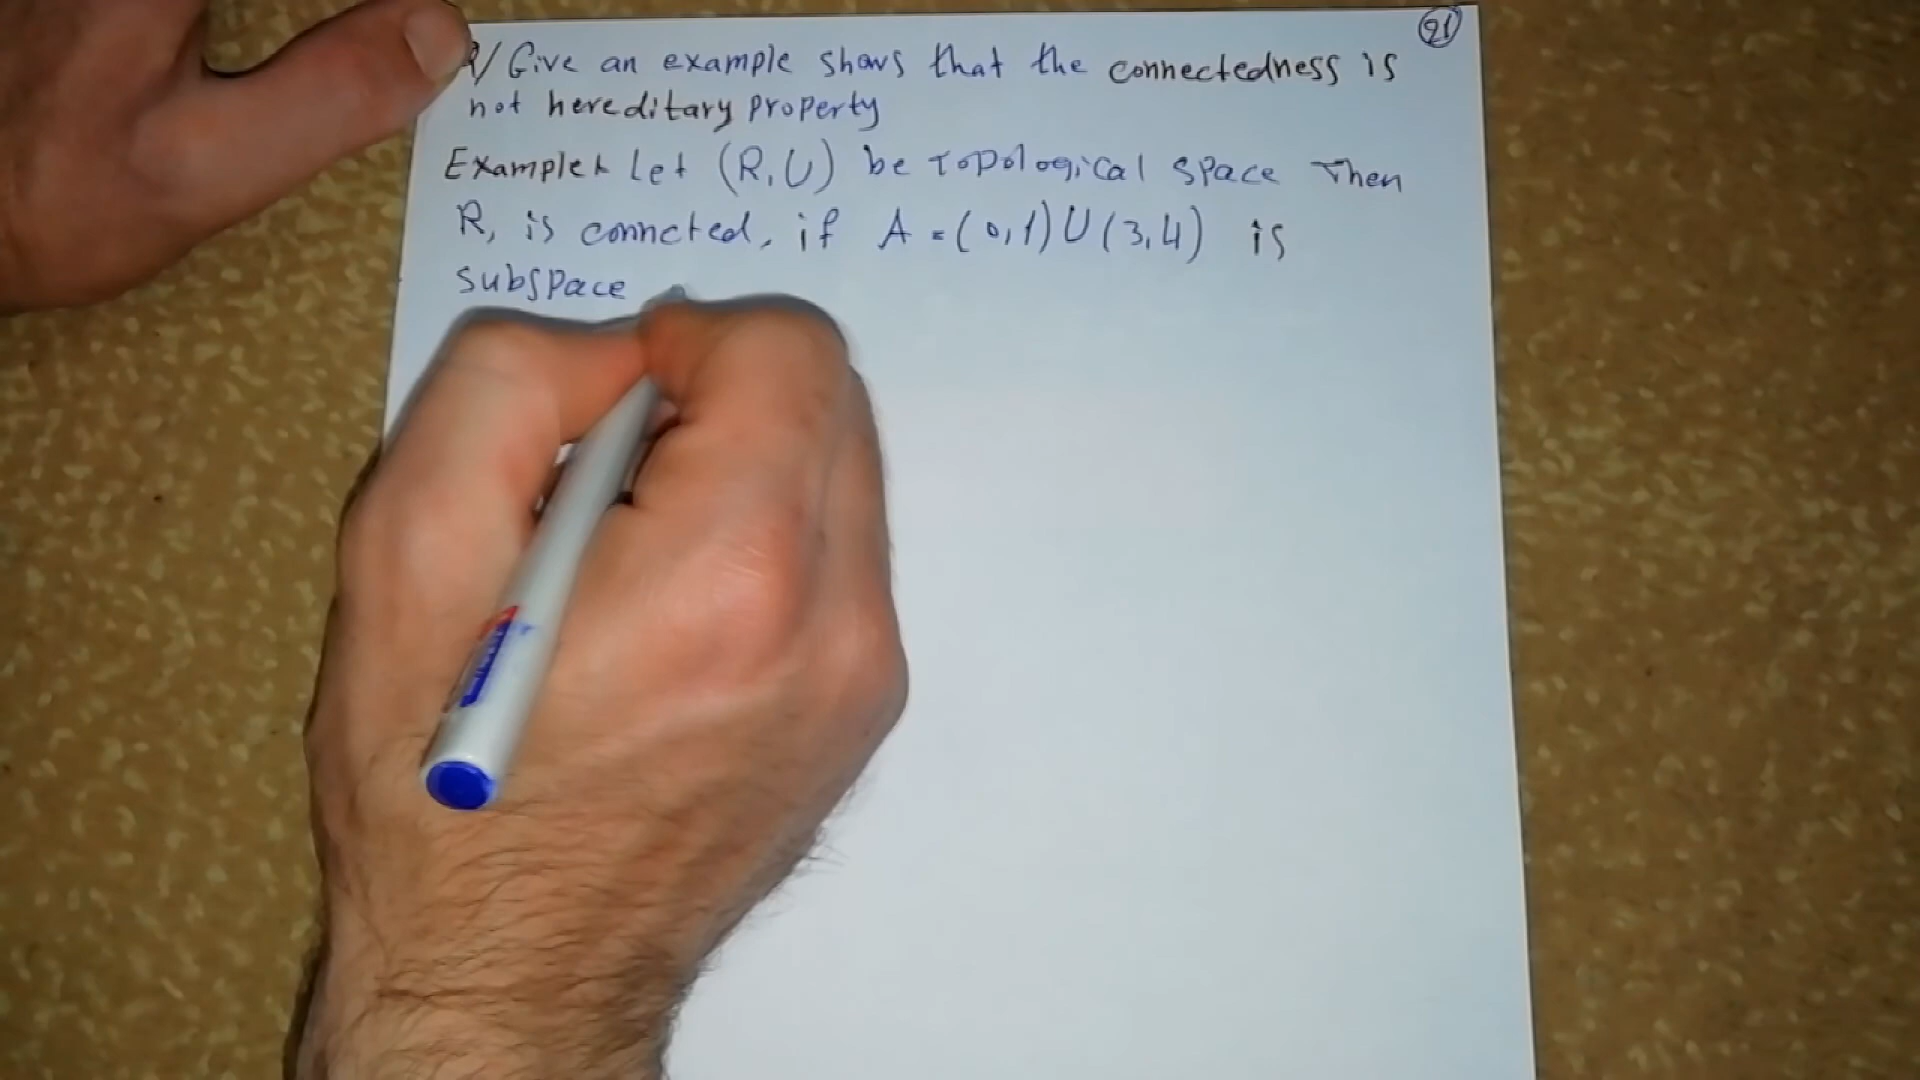 21
Q/ Give an example shows that the connectedness is
not hereditary property
Example: Let (R,U) be Topological space Then
R, is conncted, if A = (0,1) U (3,4) is
subspace